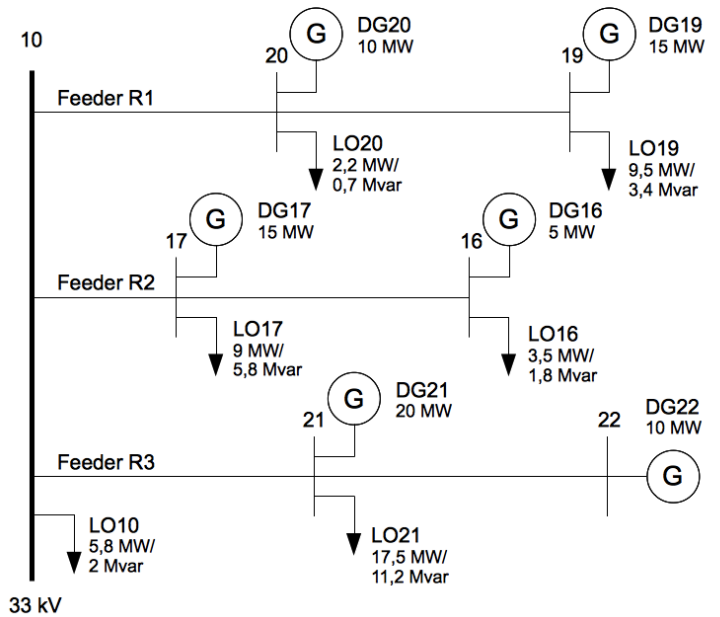 10
Feeder R1
20
G
DG20
10 MW
LO20
2,2 MW/
0,7 Mvar
19
G
DG19
15 MW
LO19
9,5 MW/
3,4 Mvar
Feeder R2
17
G
DG17
15 MW
LO17
9 MW/
5,8 Mvar
16
G
DG16
5 MW
LO16
3,5 MW/
1,8 Mvar
Feeder R3
21
G
DG21
20 MW
LO21
17,5 MW/
11,2 Mvar
22
DG22
10 MW
G
LO10
5,8 MW/
2 Mvar
33 kV